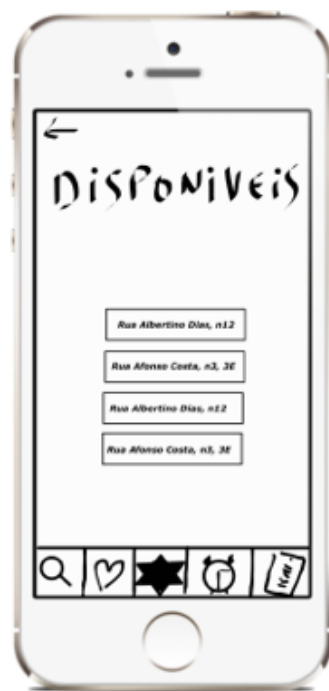 DiSPONiVEiS
Rua Albertino Dias, n12
Rua Afonso Costa, n3, 3E
Rua Albertino Dias, n12
Rua Afonso Costa, n3, 3E